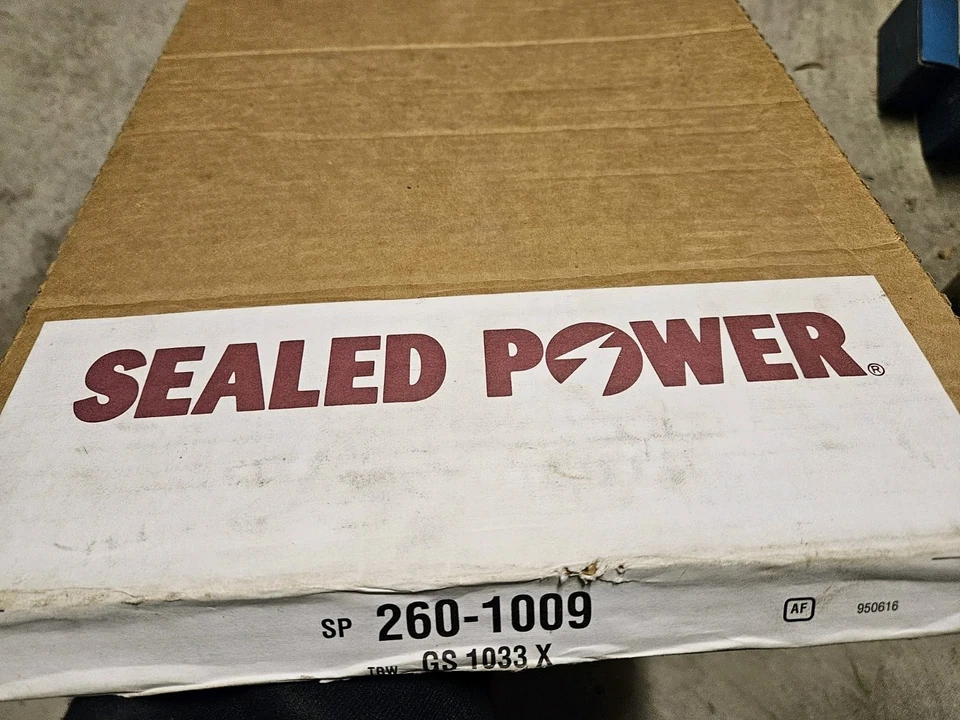 SEALED POWER®
SP 260-1009 AF 950616
TRW GS 1033 X